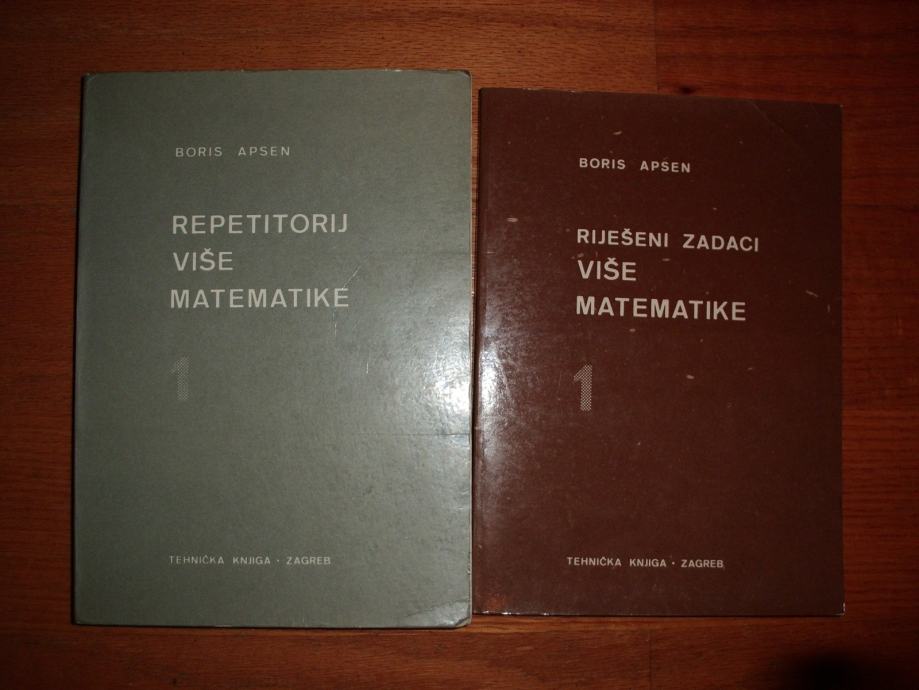 BORIS APSEN
REPETITORIJ
VIŠE
MATEMATIKE
1
TEHNIČKA KNJIGA · ZAGREB
BORIS APSEN
RIJEŠENI ZADACI
VIŠE
MATEMATIKE
1
TEHNIČKA KNJIGA · ZAGREB